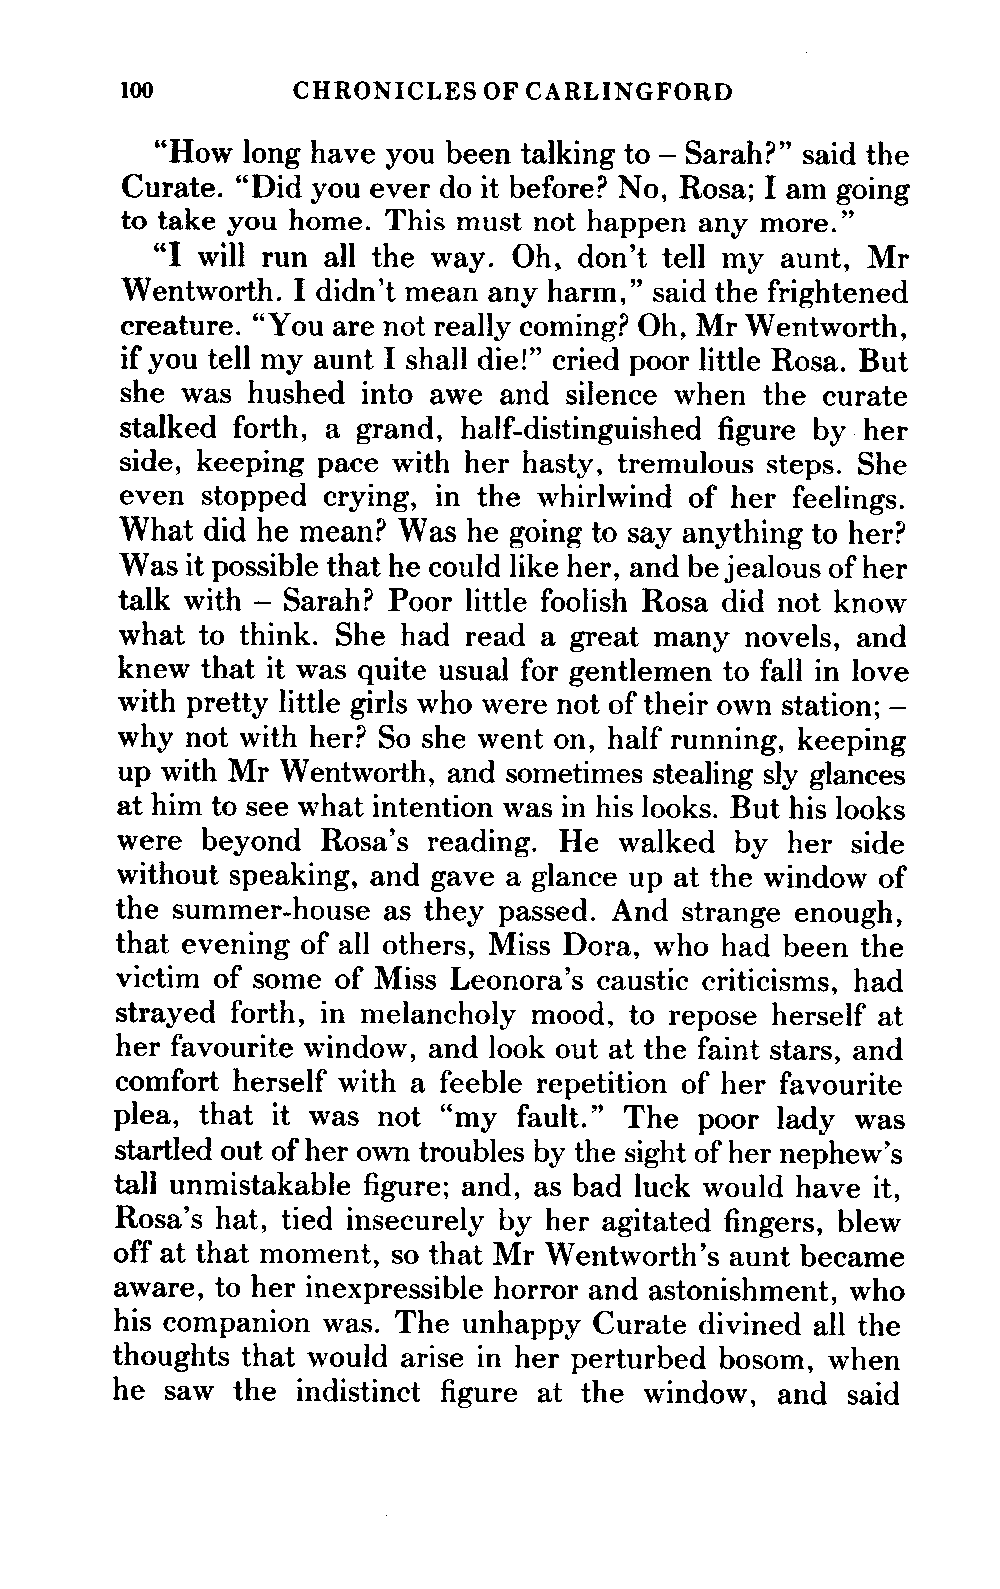 100 CHRONICLES OF CARLINGFORD
“How long have you been talking to – Sarah?” said the
Curate. “Did you ever do it before? No, Rosa; I am going
to take you home. This must not happen any more.”
“I will run all the way. Oh, don’t tell my aunt, Mr
Wentworth. I didn’t mean any harm,” said the frightened
creature. “You are not really coming? Oh, Mr Wentworth,
if you tell my aunt I shall die!” cried poor little Rosa. But
she was hushed into awe and silence when the curate
stalked forth, a grand, half-distinguished figure by her
side, keeping pace with her hasty, tremulous steps. She
even stopped crying, in the whirlwind of her feelings.
What did he mean? Was he going to say anything to her?
Was it possible that he could like her, and be jealous of her
talk with – Sarah? Poor little foolish Rosa did not know
what to think. She had read a great many novels, and
knew that it was quite usual for gentlemen to fall in love
with pretty little girls who were not of their own station; –
why not with her? So she went on, half running, keeping
up with Mr Wentworth, and sometimes stealing sly glances
at him to see what intention was in his looks. But his looks
were beyond Rosa’s reading. He walked by her side
without speaking, and gave a glance up at the window of
the summer-house as they passed. And strange enough,
that evening of all others, Miss Dora, who had been the
victim of some of Miss Leonora’s caustic criticisms, had
strayed forth, in melancholy mood, to repose herself at
her favourite window, and look out at the faint stars, and
comfort herself with a feeble repetition of her favourite
plea, that it was not “my fault.” The poor lady was
startled out of her own troubles by the sight of her nephew’s
tall unmistakable figure; and, as bad luck would have it,
Rosa’s hat, tied insecurely by her agitated fingers, blew
off at that moment, so that Mr Wentworth’s aunt became
aware, to her inexpressible horror and astonishment, who
his companion was. The unhappy Curate divined all the
thoughts that would arise in her perturbed bosom, when
he saw the indistinct figure at the window, and said